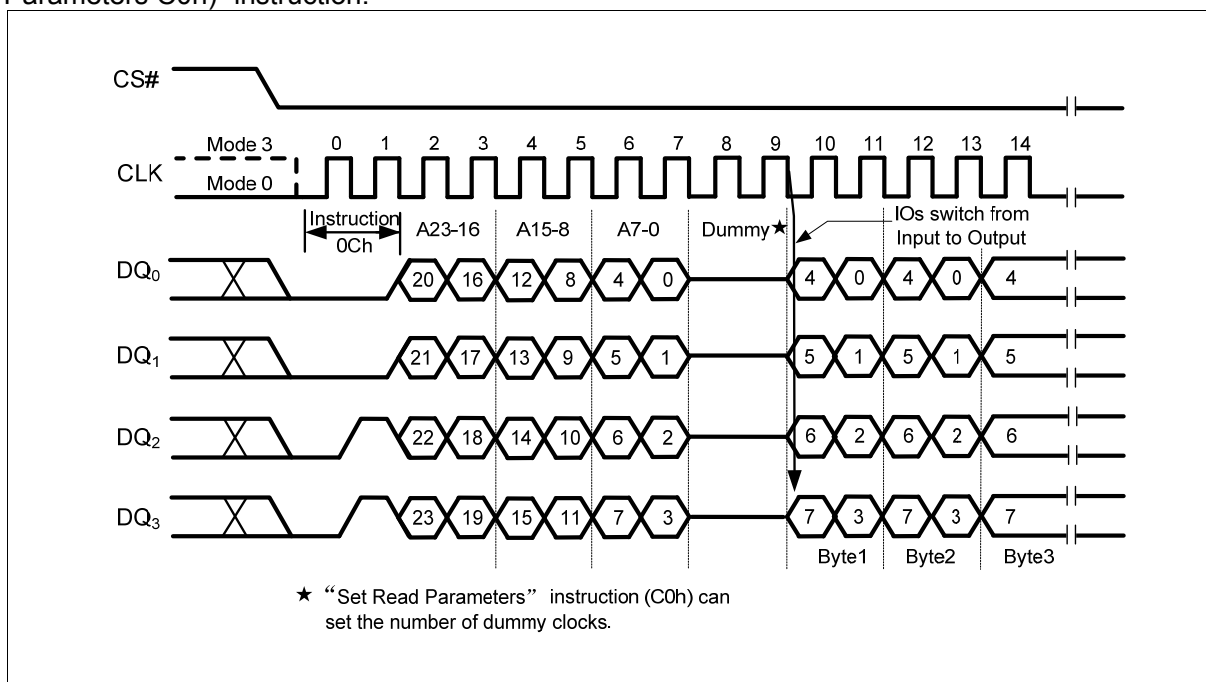 Parameters C0h)" instruction.
CS#
Mode 3
0 1 2 3 4 5 6 7 8 9 10 11 12 13 14
CLK
Mode 0
Instruction
0Ch
A23-16 A15-8 A7-0 Dummy★
IOs switch from
Input to Output
DQ0 20 16 12 8 4 0 4 0 4 0 4
DQ1 21 17 13 9 5 1 5 1 5 1 5
DQ2 22 18 14 10 6 2 6 2 6 2 6
DQ3 23 19 15 11 7 3 7 3 7 3 7
Byte1 Byte2 Byte3
★ “Set Read Parameters” instruction (C0h) can
set the number of dummy clocks.